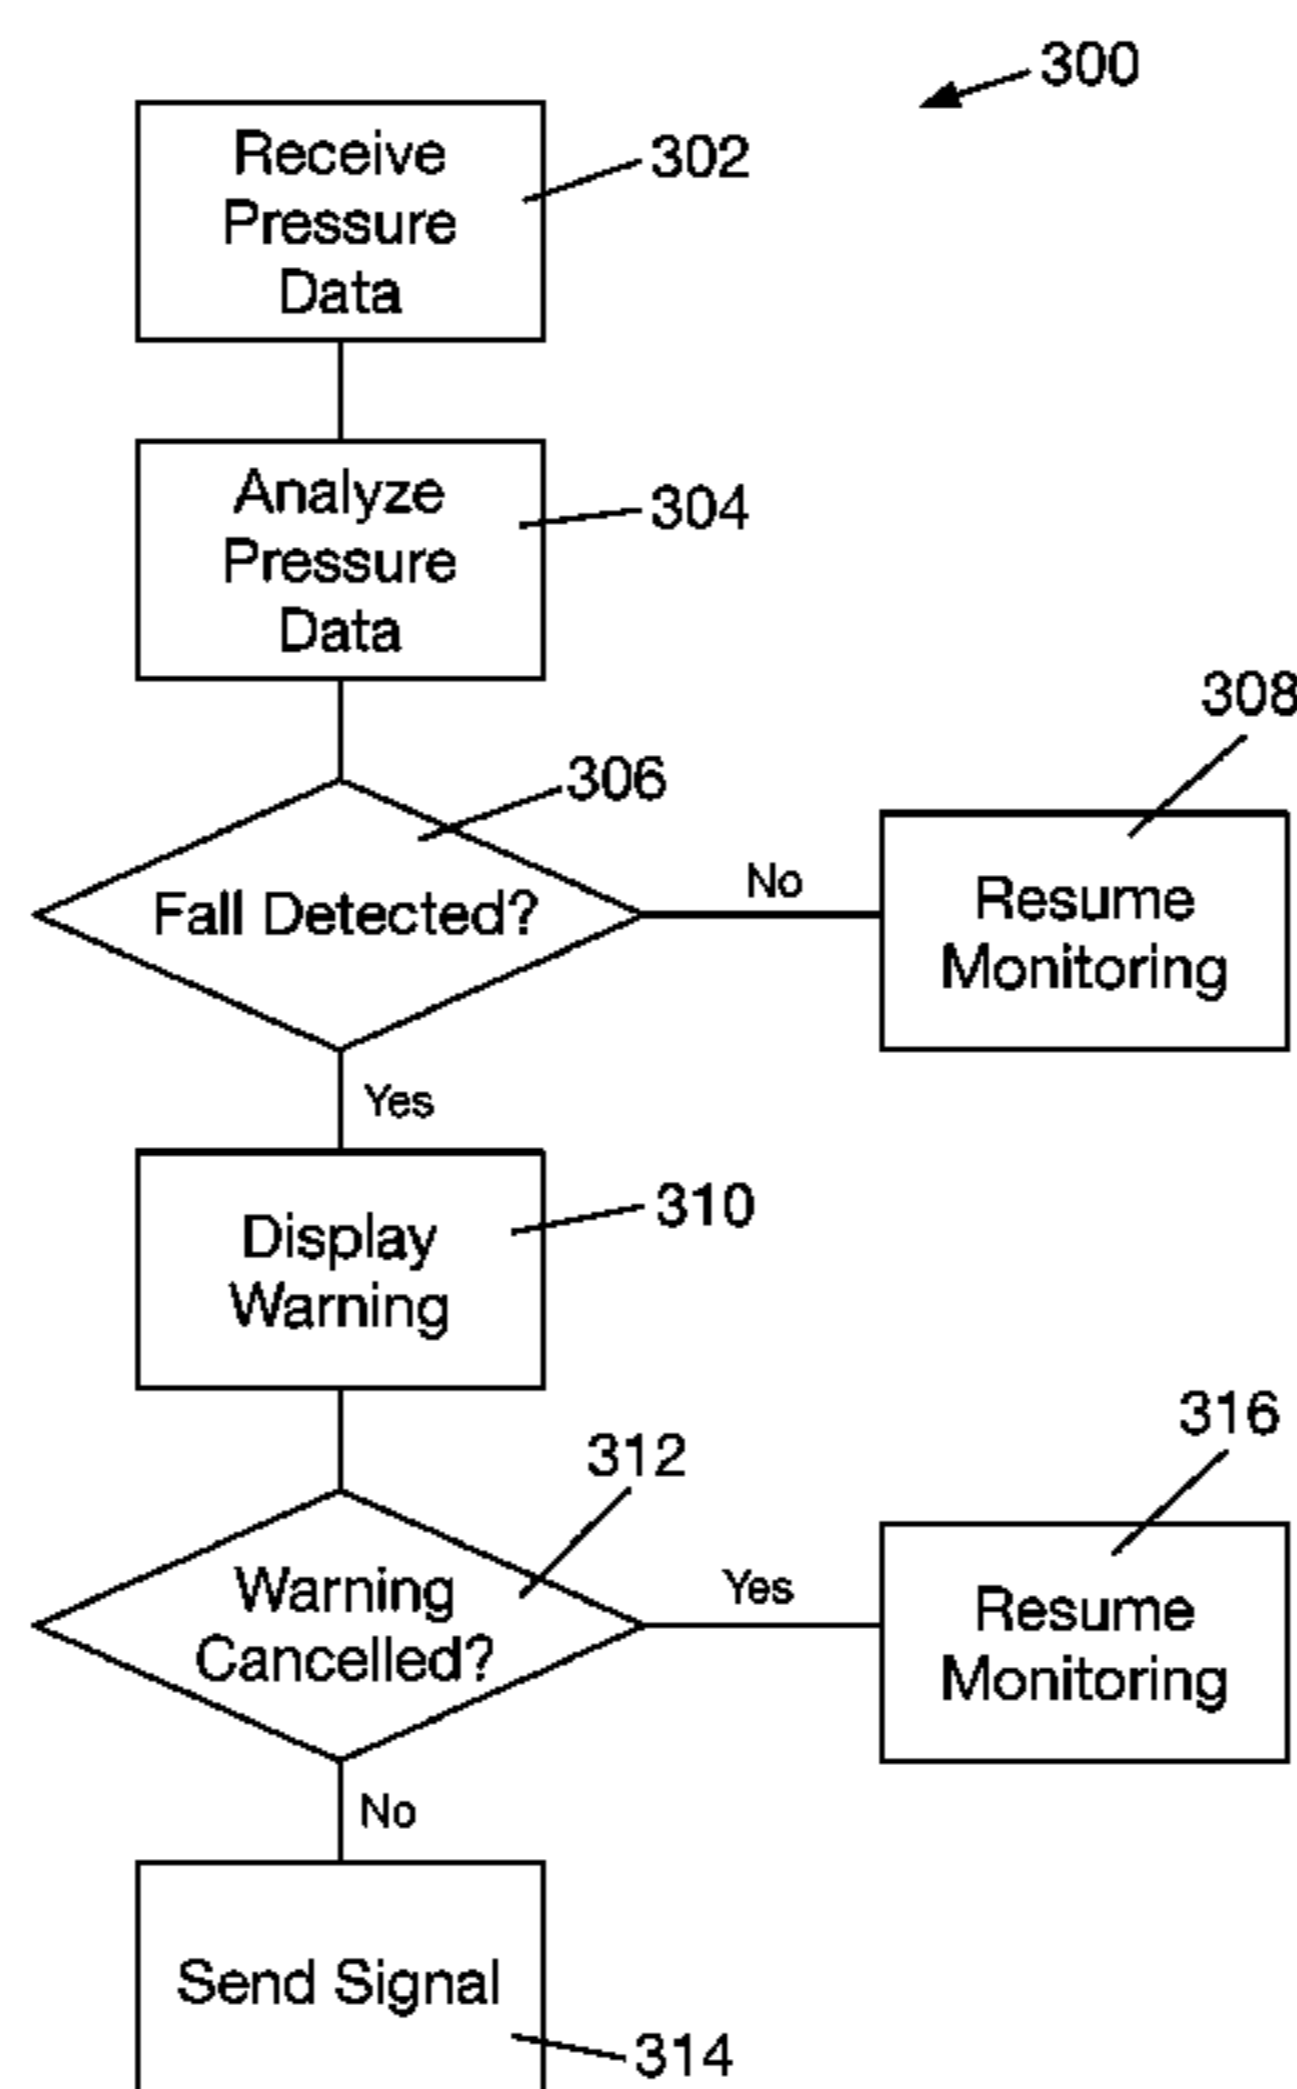 300
Receive
Pressure
Data
302
Analyze
Pressure
Data
304
306
Fall Detected?
No
308
Resume
Monitoring
Yes
Display
Warning
310
312
Warning
Cancelled?
Yes
316
Resume
Monitoring
No
Send Signal
314